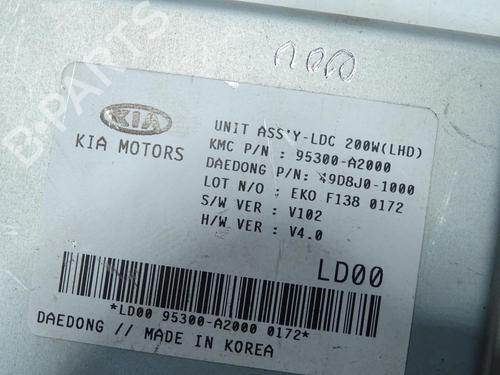 KIA
KIA MOTORS
UNIT ASS'Y-LDC 200W(LHD)
KMC P/N : 95300-A2000
DAEDONG P/N: 49D8J0-1000
LOT N/O : EKO F138 0172
S/W VER : V102
H/W VER : V4.0
LD00
*LD00 95300-A2000 0172*
DAEDONG // MADE IN KOREA
B-PARTS